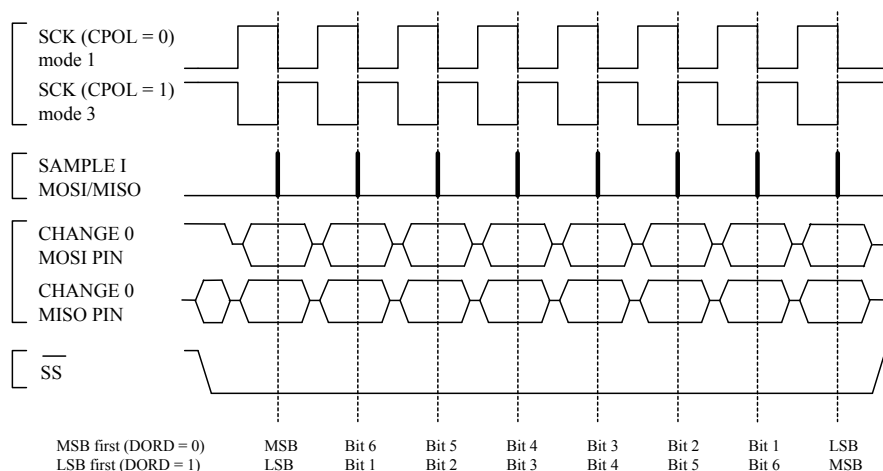 SCK (CPOL = 0)
mode 1
SCK (CPOL = 1)
mode 3
SAMPLE I
MOSI/MISO
CHANGE 0
MOSI PIN
CHANGE 0
MISO PIN
SS
MSB first (DORD = 0) MSB Bit 6 Bit 5 Bit 4 Bit 3 Bit 2 Bit 1 LSB
LSB first (DORD = 1) LSB Bit 1 Bit 2 Bit 3 Bit 4 Bit 5 Bit 6 MSB